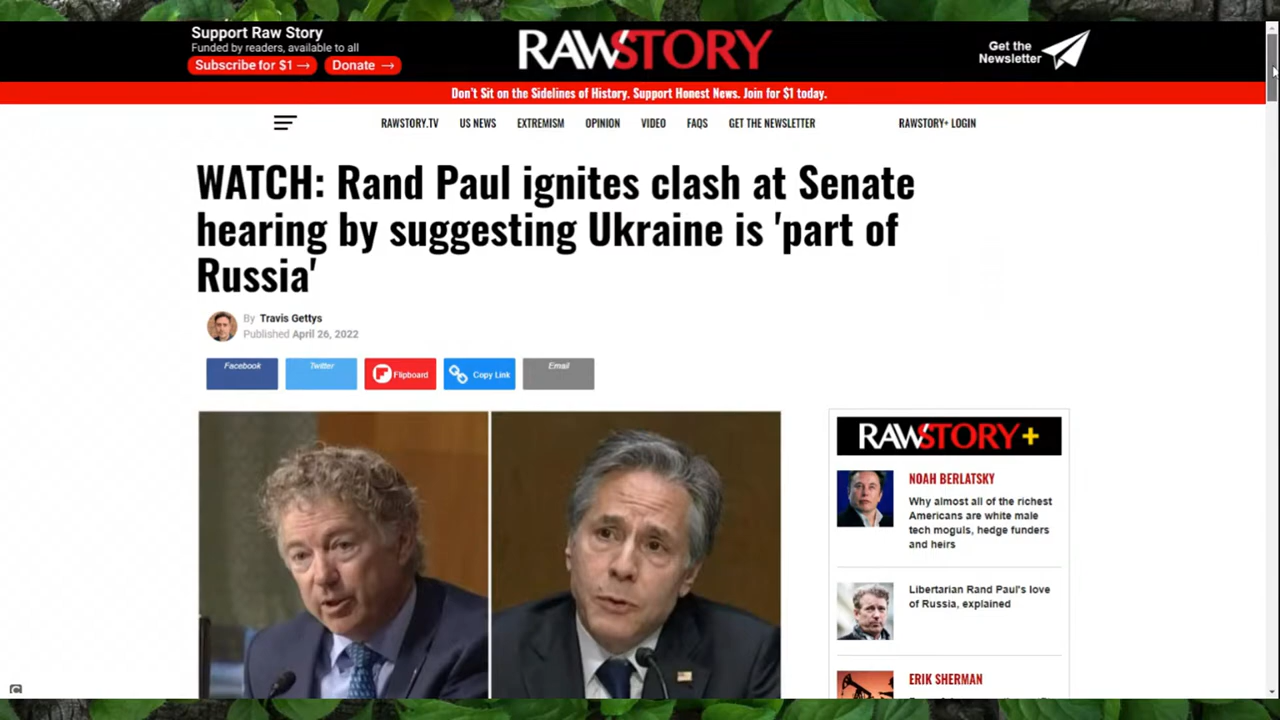 Support Raw Story
Funded by readers, available to all
Subscribe for $1 →
Donate →
RAWSTORY
Get the
Newsletter
Don't Sit on the Sidelines of History. Support Honest News. Join for $1 today.
RAWSTORY.TV
US NEWS
EXTREMISM
OPINION
VIDEO
FAQS
GET THE NEWSLETTER
RAWSTORY+ LOGIN
WATCH: Rand Paul ignites clash at Senate
hearing by suggesting Ukraine is 'part of
Russia'
By Travis Gettys
Published April 26, 2022
Facebook
Twitter
Flipboard
Copy Link
Email
RAWSTORY+
NOAH BERLATSKY
Why almost all of the richest
Americans are white male
tech moguls, hedge funders
and heirs
Libertarian Rand Paul's love
of Russia, explained
ERIK SHERMAN